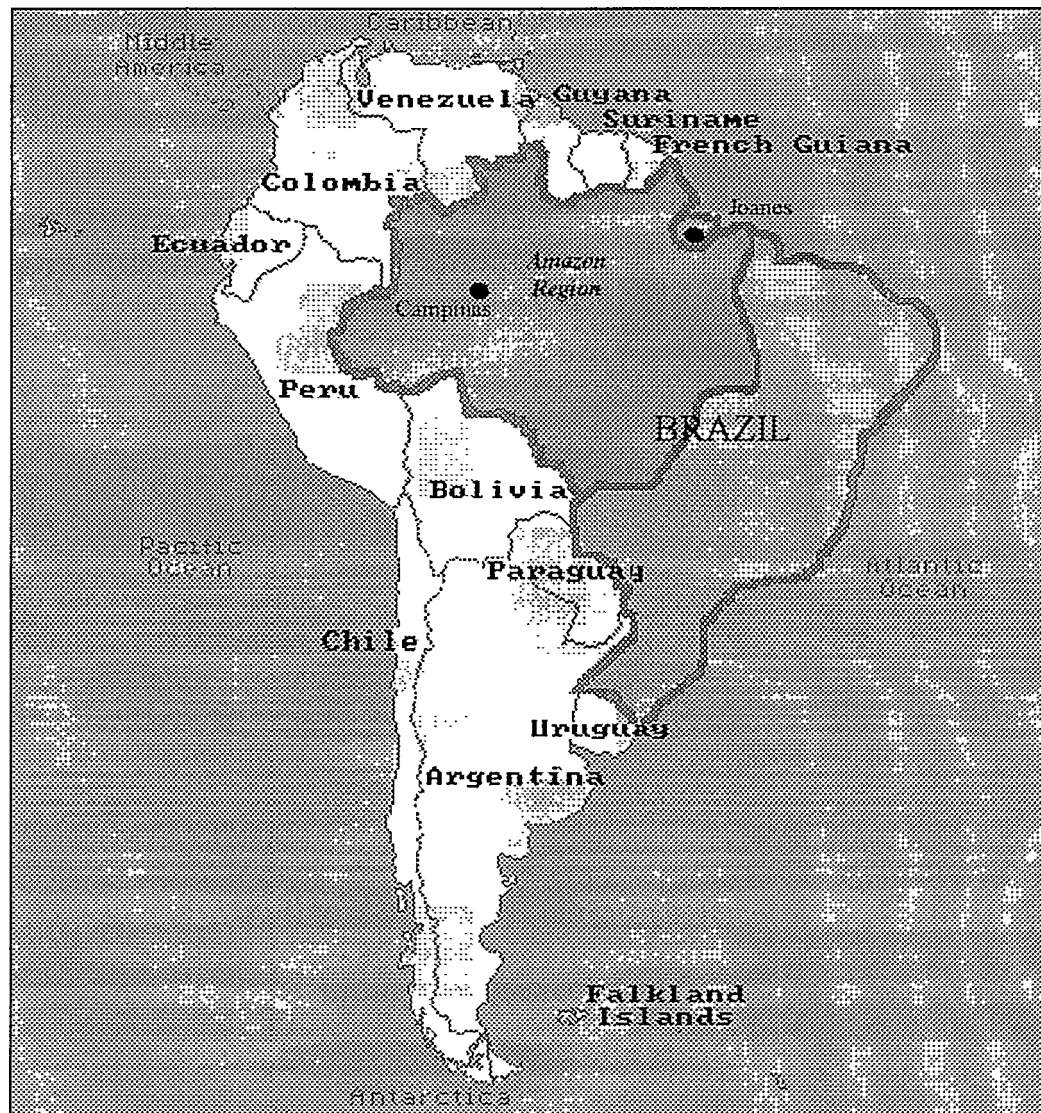 Caribbean
Middle
America
Venezuela
Guyana
Suriname
French Guiana
Colombia
Joanes
Ecuador
Amazon
Region
Campinas
Peru
BRAZIL
Bolivia
Pacific
Ocean
Paraguay
Atlantic
Ocean
Chile
Uruguay
Argentina
Falkland
Islands
Antarctica